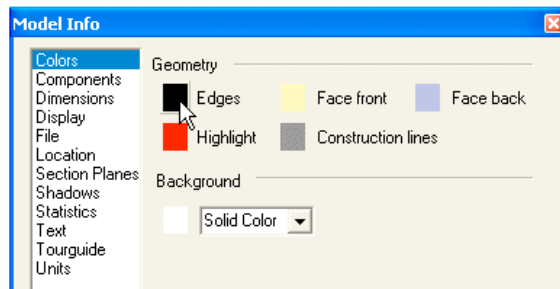 Model Info
Colors
Components
Dimensions
Display
File
Location
Section Planes
Shadows
Statistics
Text
Tourguide
Units
Geometry
Edges Face front Face back
Highlight Construction lines
Background
Solid Color